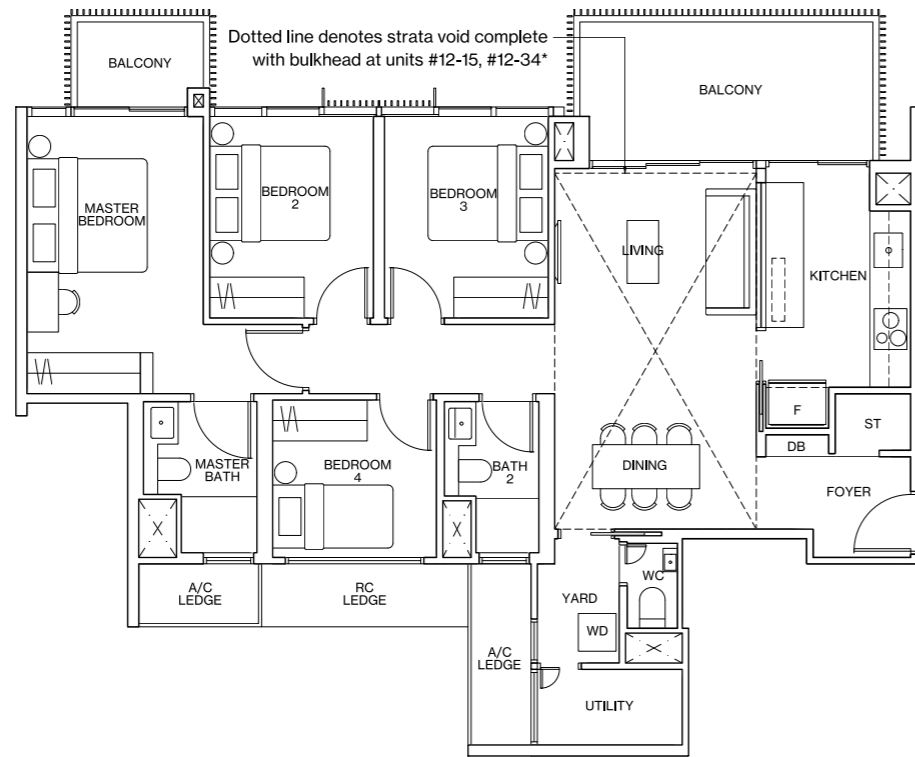 Dotted line denotes strata void complete
with bulkhead at units #12-15, #12-34*
BALCONY
BALCONY
MASTER
BEDROOM
BEDROOM
2
BEDROOM
3
LIVING
KITCHEN
F
ST
DB
MASTER
BATH
BEDROOM
4
BATH
2
DINING
FOYER
A/C
LEDGE
RC
LEDGE
A/C
LEDGE
YARD
WC
WD
UTILITY